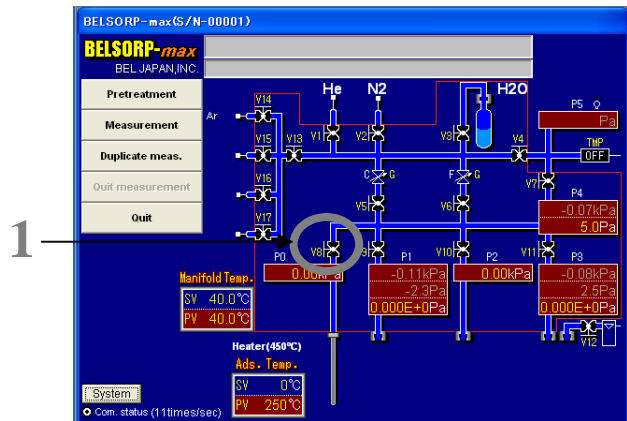 BELSORP-max(S/N-00001)
BELSORP-max
BEL JAPAN,INC.
Pretreatment
Measurement
Duplicate meas.
Quit measurement
Quit
He N2 H2O
Ar
V14
V15 V13 V1 V2 V3 V4
V16
V17
P5
Pa
TMP
OFF
C G F G
V7
V5 V6
P4
-0.07kPa
5.0Pa
1
V8 V9 V10 V11
P0 P1 P2 P3
0.00kPa -0.11kPa 0.00kPa -0.08kPa
-2.3Pa 2.5Pa
0.000E+0Pa 0.000E+0Pa
V12
Manifold Temp.
SV 40.0℃
PV 40.0℃
Heater(450℃)
Ads. Temp.
SV 0℃
PV 250℃
System
Com. status (11times/sec)